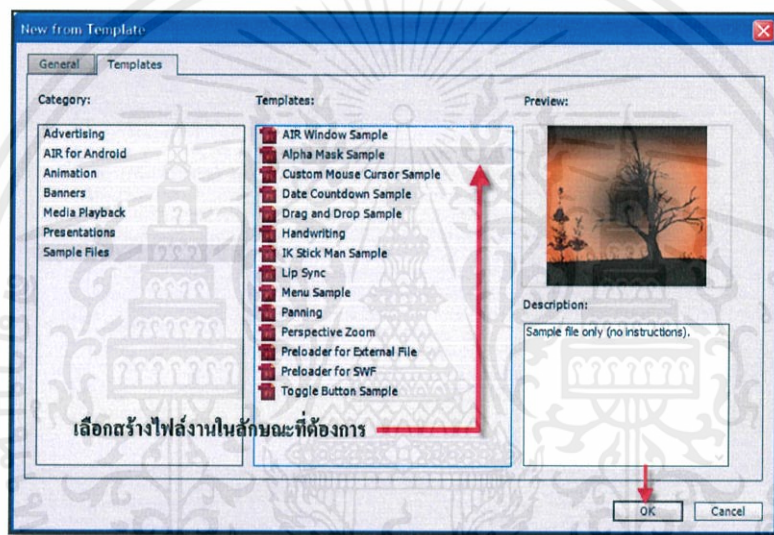 New from Template
General
Templates
Category:
Advertising
AIR for Android
Animation
Banners
Media Playback
Presentations
Sample Files
Templates:
AIR Window Sample
Alpha Mask Sample
Custom Mouse Cursor Sample
Date Countdown Sample
Drag and Drop Sample
Handwriting
IK Stick Man Sample
Lip Sync
Menu Sample
Panning
Perspective Zoom
Preloader for External File
Preloader for SWF
Toggle Button Sample
เลือกสร้างไฟล์งานในลักษณะที่ต้องการ
Preview:
Description:
Sample file only (no instructions).
OK
Cancel